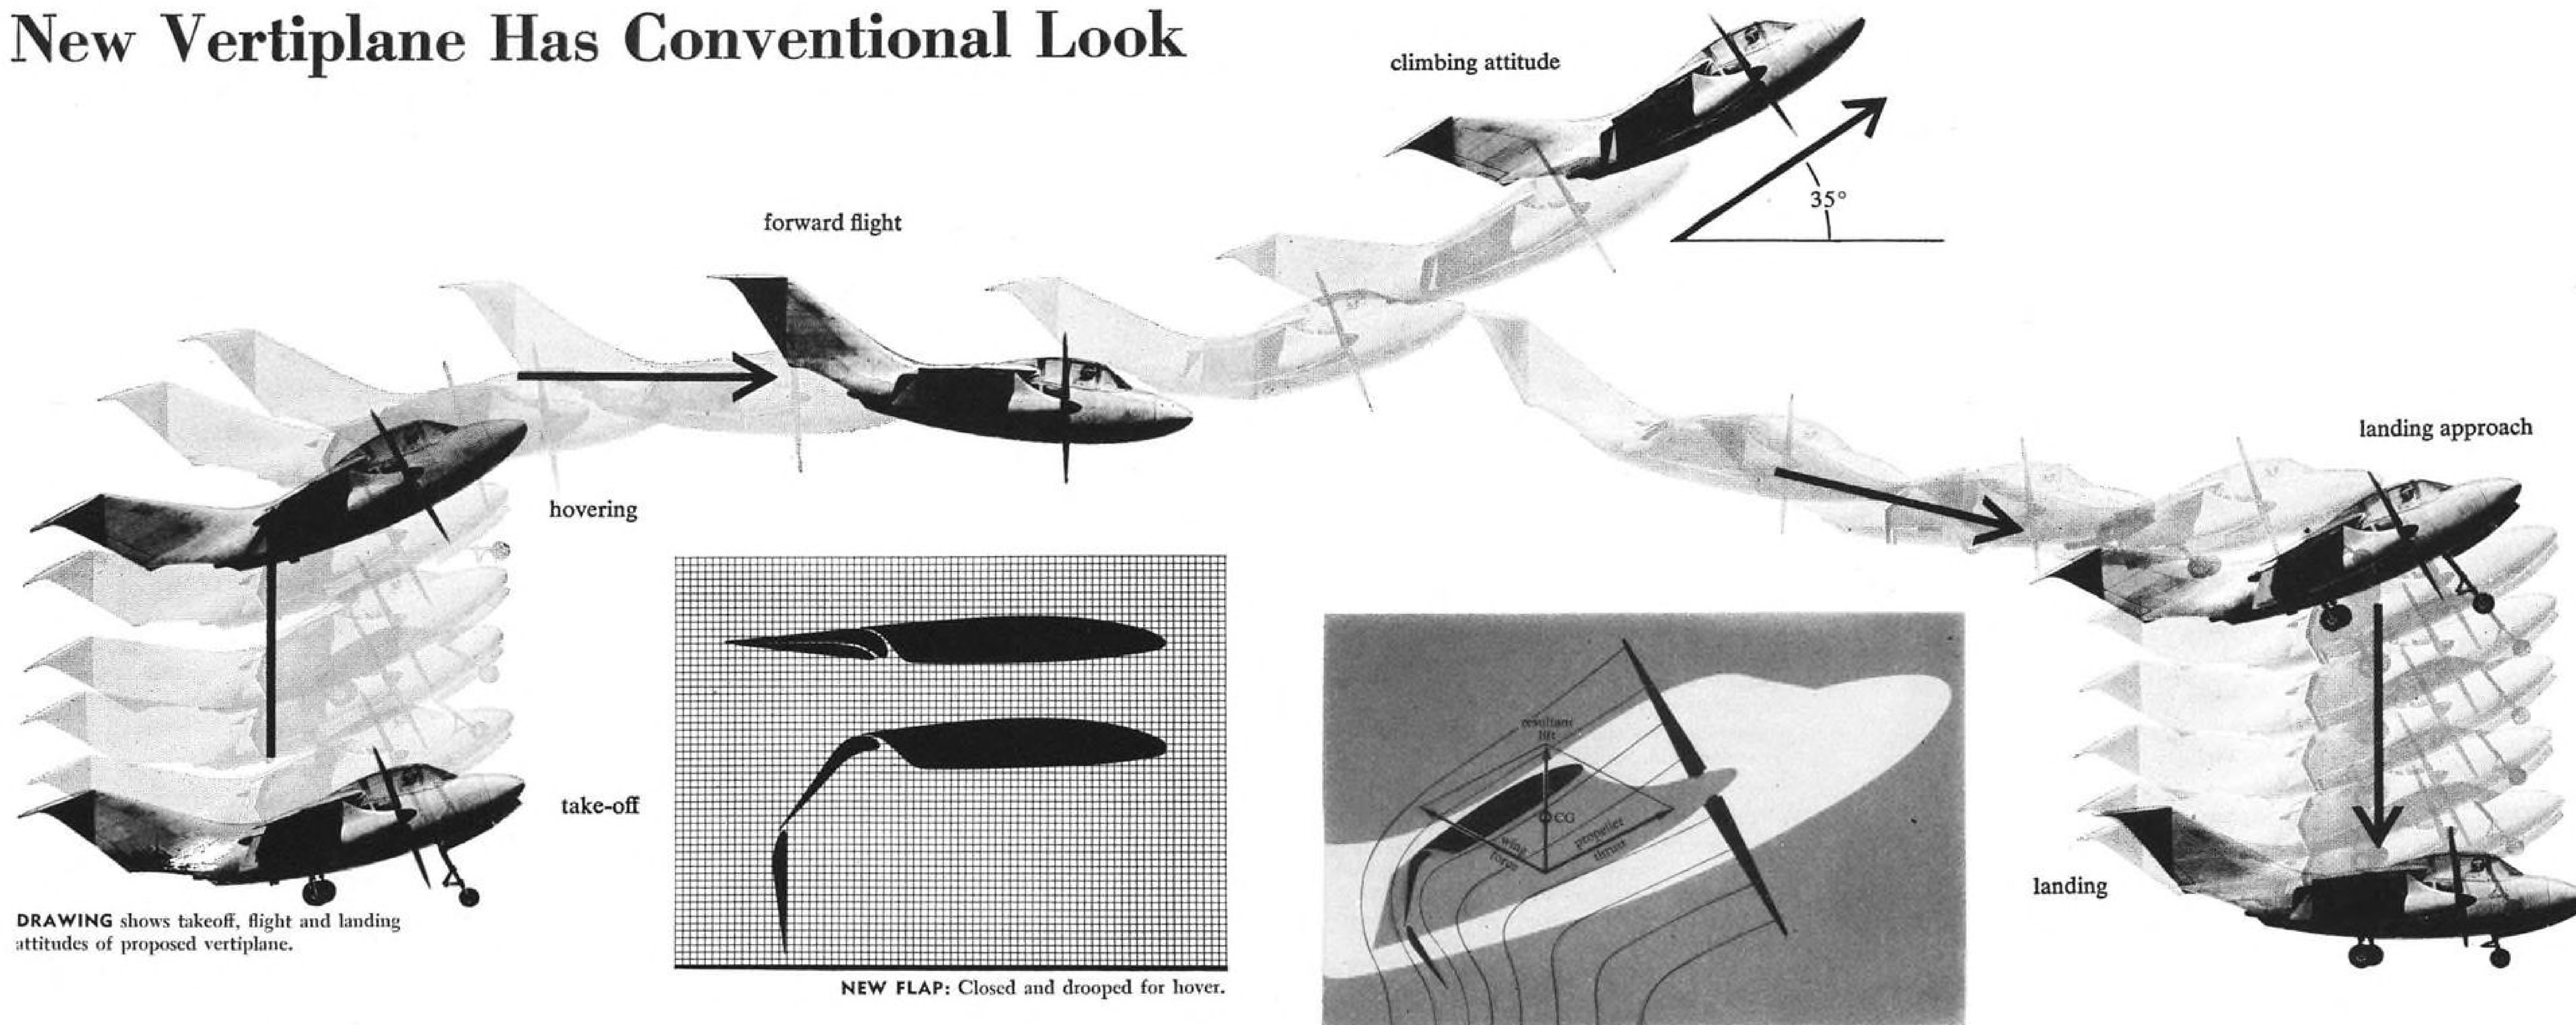 New Vertiplane Has Conventional Look
climbing attitude
35°
forward flight
hovering
landing approach
take-off
landing
resultant
lift
CG
wing
force
propeller
thrust
DRAWING shows takeoff, flight and landing
attitudes of proposed vertiplane.
NEW FLAP: Closed and drooped for hover.